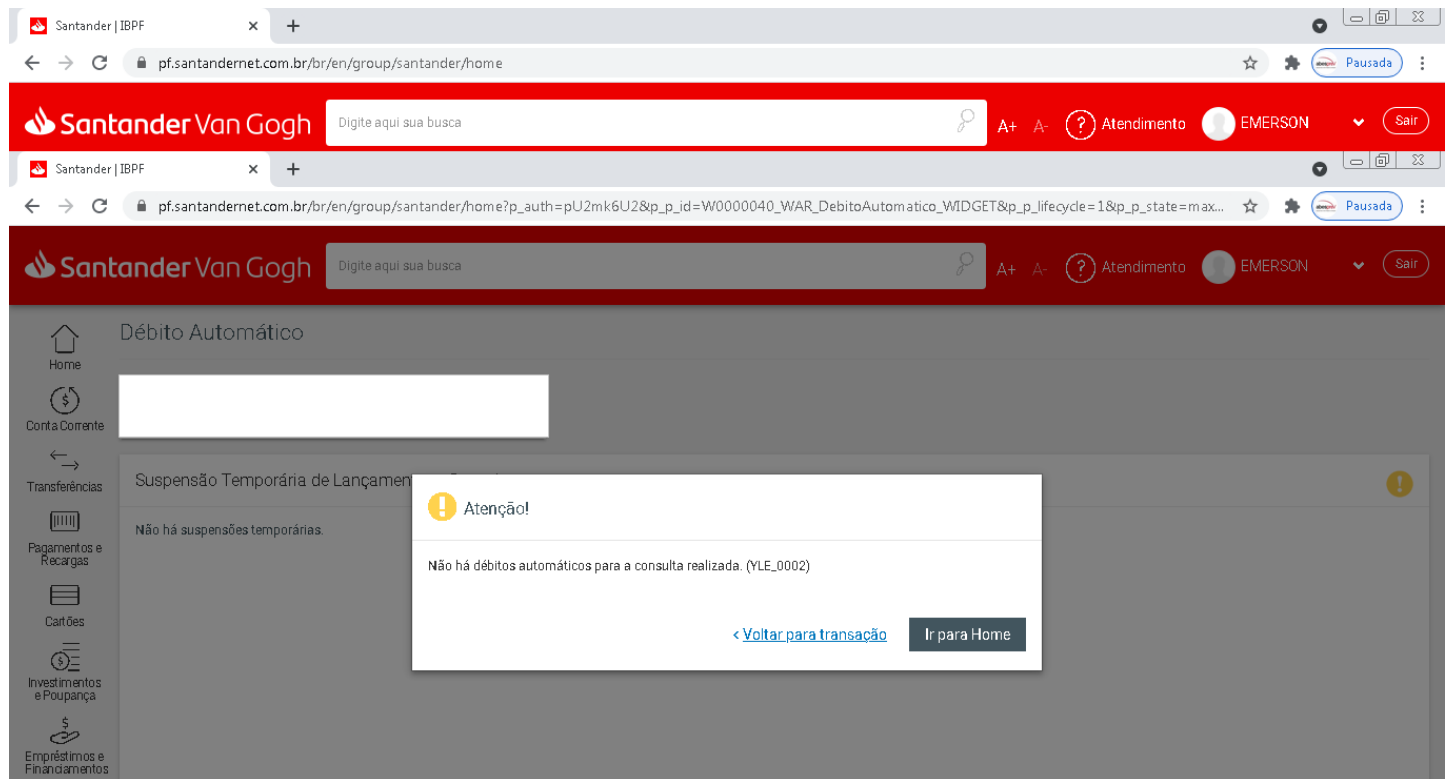 Santander | IBPF
pf.santandernet.com.br/br/en/group/santander/home
Pausada
Santander Van Gogh
Digite aqui sua busca
A+ A- ? Atendimento EMERSON Sair
Santander | IBPF
pf.santandernet.com.br/br/en/group/santander/home?p_auth=pU2mk6U2&p_p_id=W0000040_WAR_DebitoAutomatico_WIDGET&p_p_lifecycle=1&p_p_state=max...
Pausada
Santander Van Gogh
Digite aqui sua busca
A+ A- ? Atendimento EMERSON Sair
Débito Automático
Home
Conta Corrente
Transferências
Pagamentos e
Recargas
Cartões
Investimentos
e Poupança
Empréstimos e
Financiamentos
Suspensão Temporária de Lançamen
Não há suspensões temporárias.
Atenção!
Não há débitos automáticos para a consulta realizada. (YLE_0002)
< Voltar para transação
Ir para Home